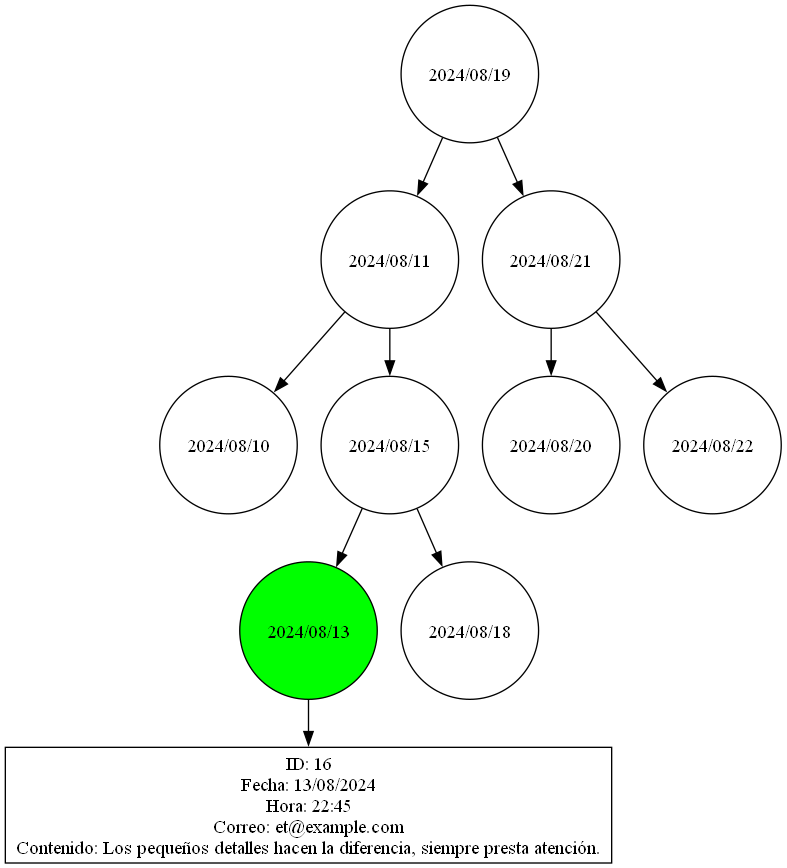 2024/08/19
2024/08/11
2024/08/21
2024/08/10
2024/08/15
2024/08/20
2024/08/22
2024/08/13
2024/08/18
ID: 16
Fecha: 13/08/2024
Hora: 22:45
Correo: et@example.com
Contenido: Los pequeños detalles hacen la diferencia, siempre presta atención.